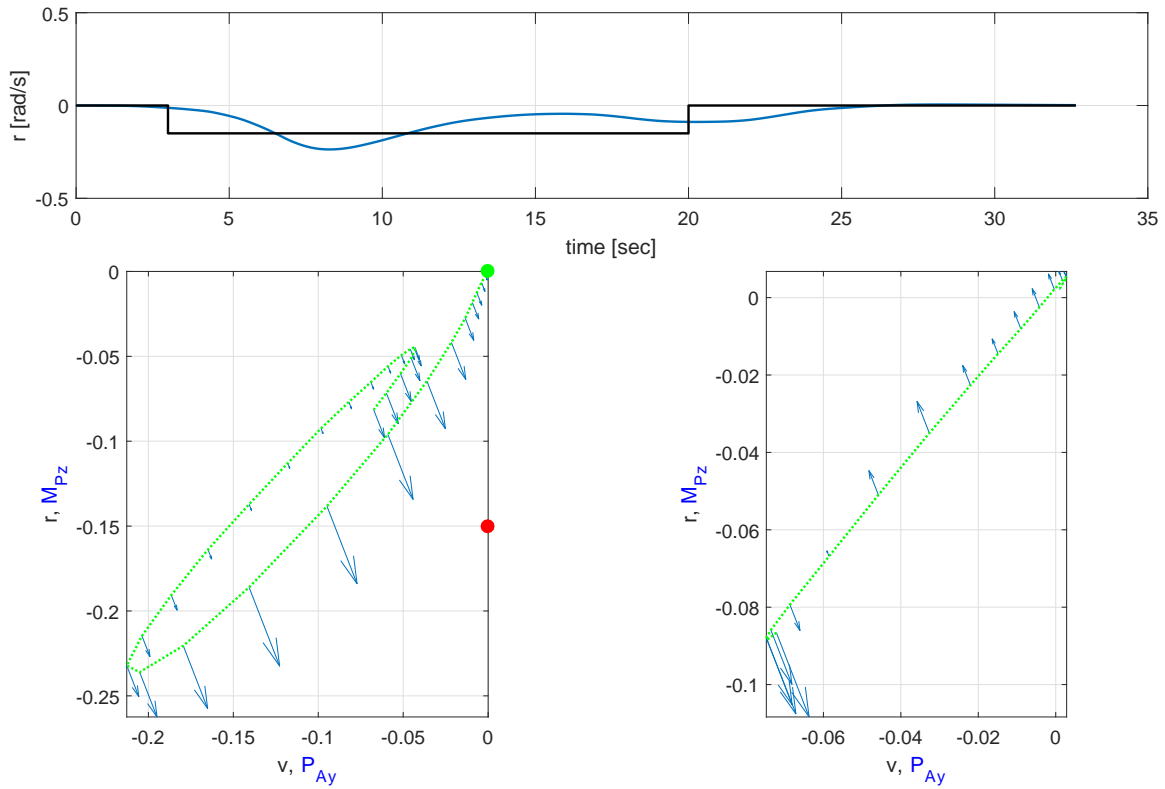 0.5
0
-0.5
r [rad/s]
0 5 10 15 20 25 30 35
time [sec]
0
-0.05
-0.1
-0.15
-0.2
-0.25
r, M_Pz
-0.2 -0.15 -0.1 -0.05 0
v, P_Ay
0
-0.02
-0.04
-0.06
-0.08
-0.1
r, M_Pz
-0.06 -0.04 -0.02 0
v, P_Ay